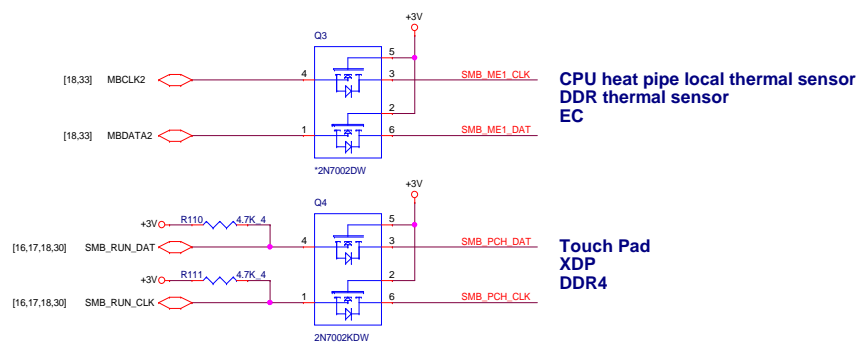 +3V
Q3
5
[18,33] MBCLK2 4 3 SMB_ME1_CLK
CPU heat pipe local thermal sensor
DDR thermal sensor
EC
2
[18,33] MBDATA2 1 6 SMB_ME1_DAT
*2N7002DW
+3V
Q4
+3V R110 4.7K_4 5
[16,17,18,30] SMB_RUN_DAT 4 3 SMB_PCH_DAT
Touch Pad
XDP
DDR4
+3V R111 4.7K_4 2
[16,17,18,30] SMB_RUN_CLK 1 6 SMB_PCH_CLK
2N7002KDW